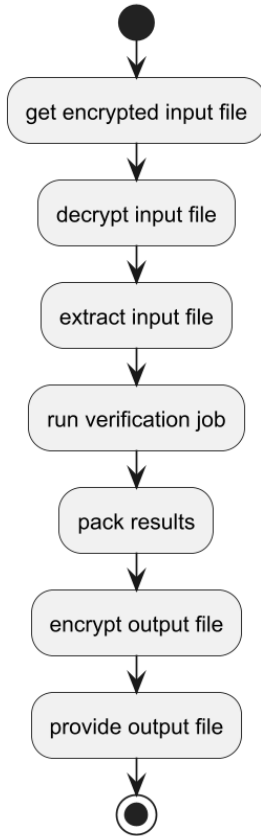 get encrypted input file
decrypt input file
extract input file
run verification job
pack results
encrypt output file
provide output file